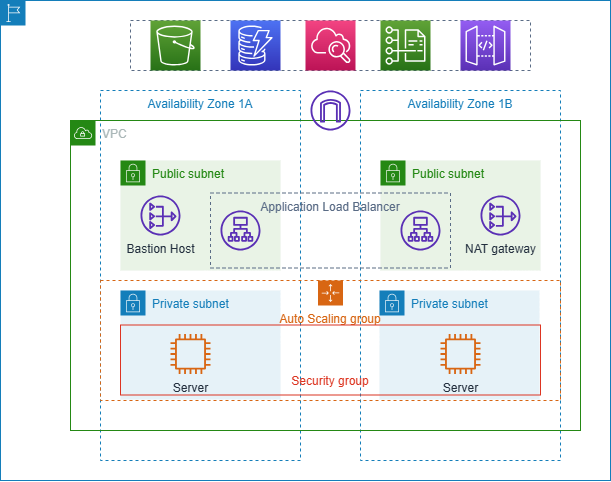 Availability Zone 1A
Availability Zone 1B
VPC
Public subnet
Public subnet
Application Load Balancer
Bastion Host
NAT gateway
Private subnet
Private subnet
Auto Scaling group
Security group
Server
Server